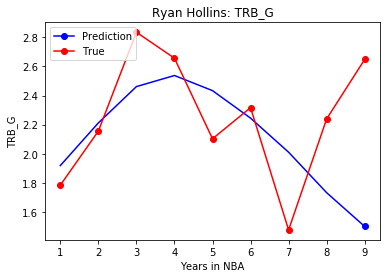 Ryan Hollins: TRB_G
Prediction
True
TRB_G
2.8
2.6
2.4
2.2
2.0
1.8
1.6
1 2 3 4 5 6 7 8 9
Years in NBA